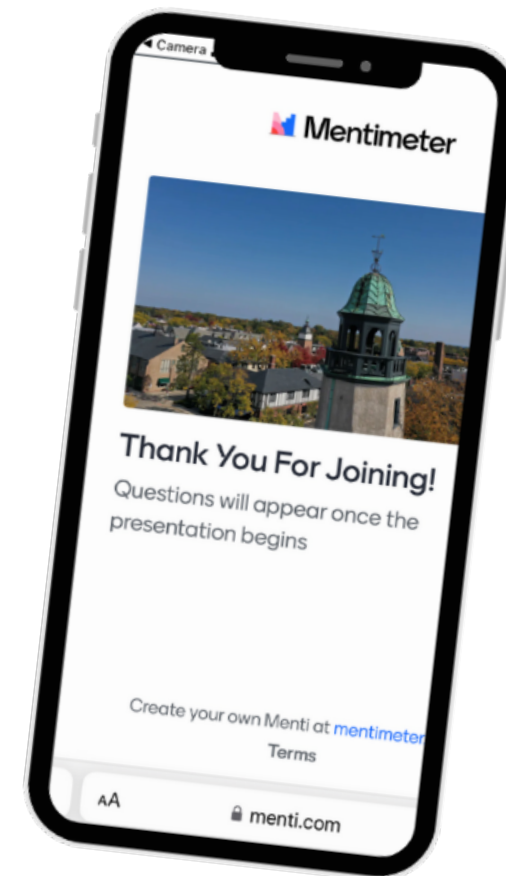 Camera
Mentimeter
Thank You For Joining!
Questions will appear once the
presentation begins
Create your own Menti at mentimeter
Terms
AA
menti.com